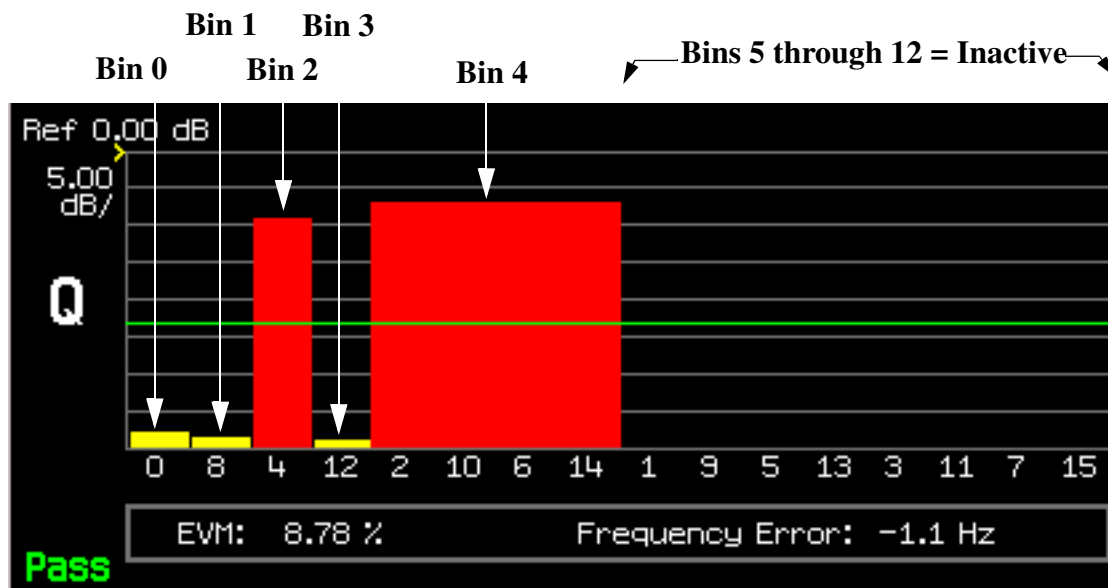 Bin 1 Bin 3
Bin 0 Bin 2 Bin 4 Bins 5 through 12 = Inactive
Ref 0.00 dB
5.00
dB/
Q
0 8 4 12 2 10 6 14 1 9 5 13 3 11 7 15
EVM: 8.78 % Frequency Error: -1.1 Hz
Pass